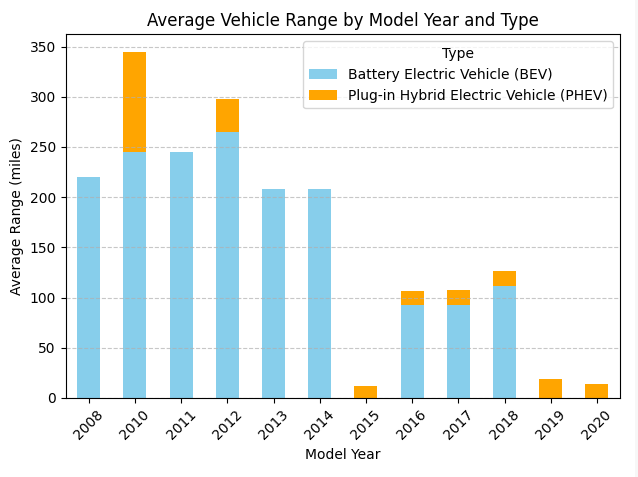 Average Vehicle Range by Model Year and Type
Type
Battery Electric Vehicle (BEV)
Plug-in Hybrid Electric Vehicle (PHEV)
Average Range (miles)
350
300
250
200
150
100
50
0
2008 2010 2011 2012 2013 2014 2015 2016 2017 2018 2019 2020
Model Year